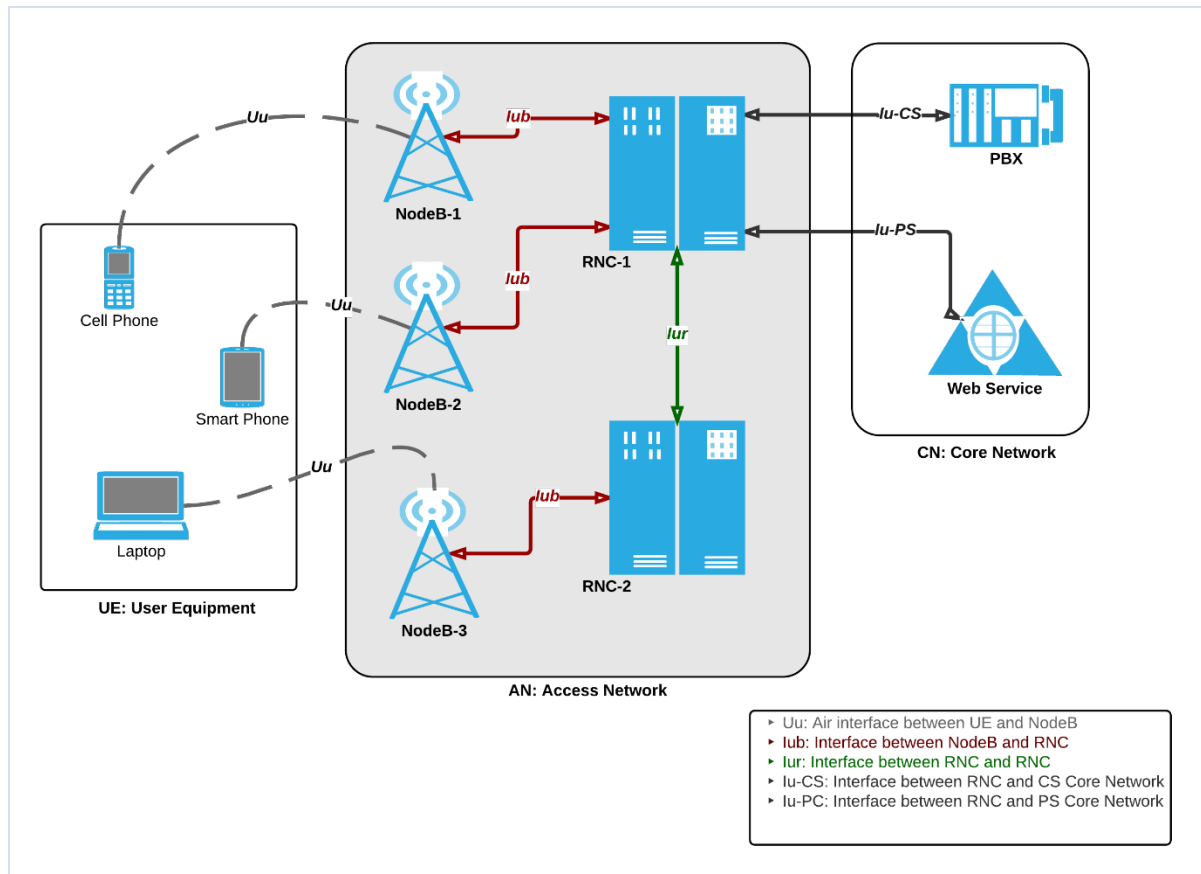 Uu
Iub
Iu-CS
PBX
NodeB-1
Iu-PS
RNC-1
Iub
Cell Phone
Uu
Iur
Smart Phone
NodeB-2
Web Service
CN: Core Network
Uu
Iub
Laptop
RNC-2
UE: User Equipment
NodeB-3
AN: Access Network
Uu: Air interface between UE and NodeB
Iub: Interface between NodeB and RNC
Iur: Interface between RNC and RNC
Iu-CS: Interface between RNC and CS Core Network
Iu-PC: Interface between RNC and PS Core Network